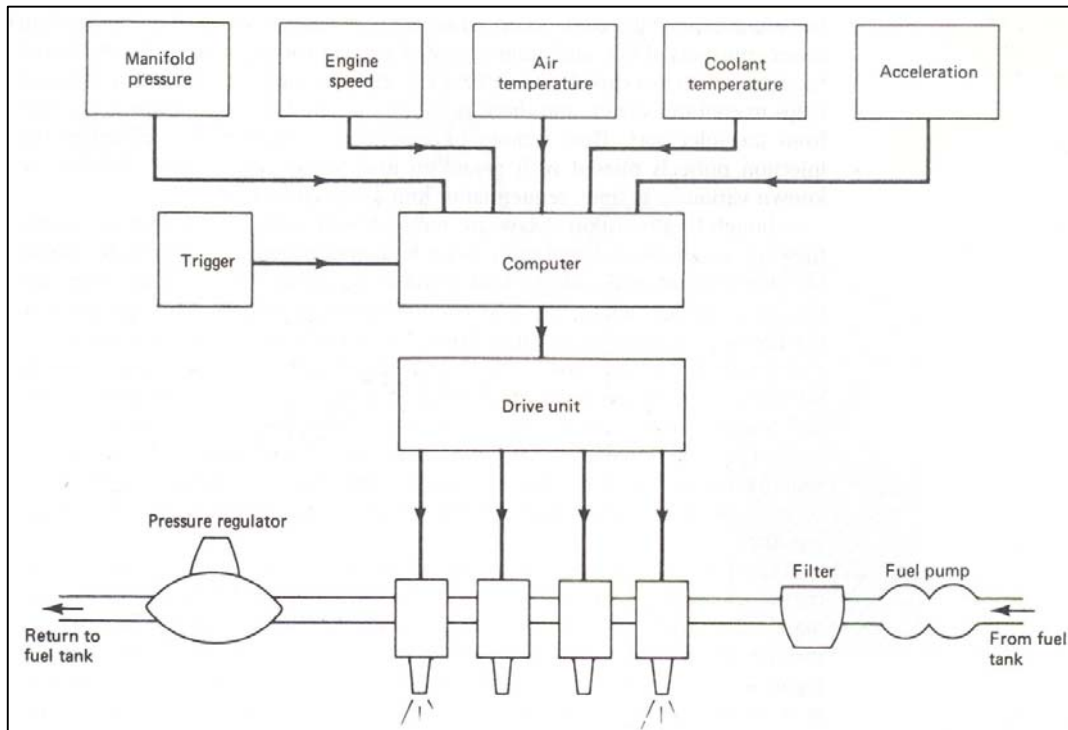 Manifold
pressure
Engine
speed
Air
temperature
Coolant
temperature
Acceleration
Trigger
Computer
Drive unit
Pressure regulator
Filter
Fuel pump
Return to
fuel tank
From fuel
tank